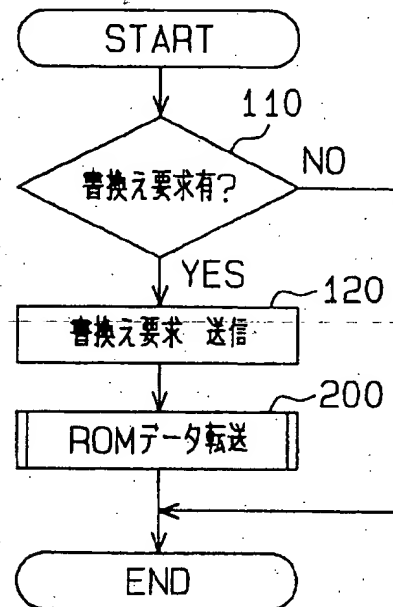 START
110
書換え要求有?
NO
YES
120
書換え要求 送信
200
ROMデータ転送
END